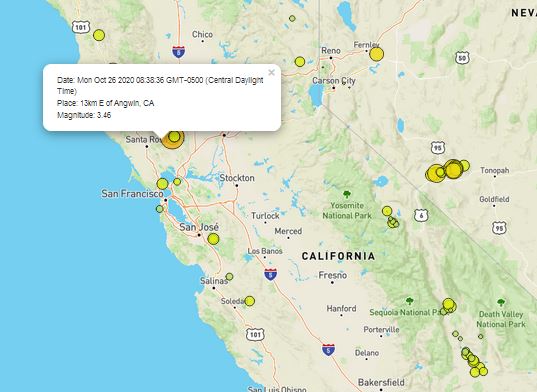 NEV
101
Chico
5
Reno
Fernley
50
Carson City
×
Date: Mon Oct 26 2020 08:38:36 GMT-0500 (Central Daylight
Time)
Place: 13km E of Angwin, CA
Magnitude: 3.46
Santa Ro
95
Tonopah
Stockton
San Francisco
Goldfield
Yosemite
National Park
6
95
Turlock
San José
Merced
Los Banos
CALIFORNIA
5
Fresno
Salinas
Soledad
Hanford
Sequoia National Pa
Death Valley
National Park
101
Porterville
5
Delano
Bakersfield
San Luis Obispo